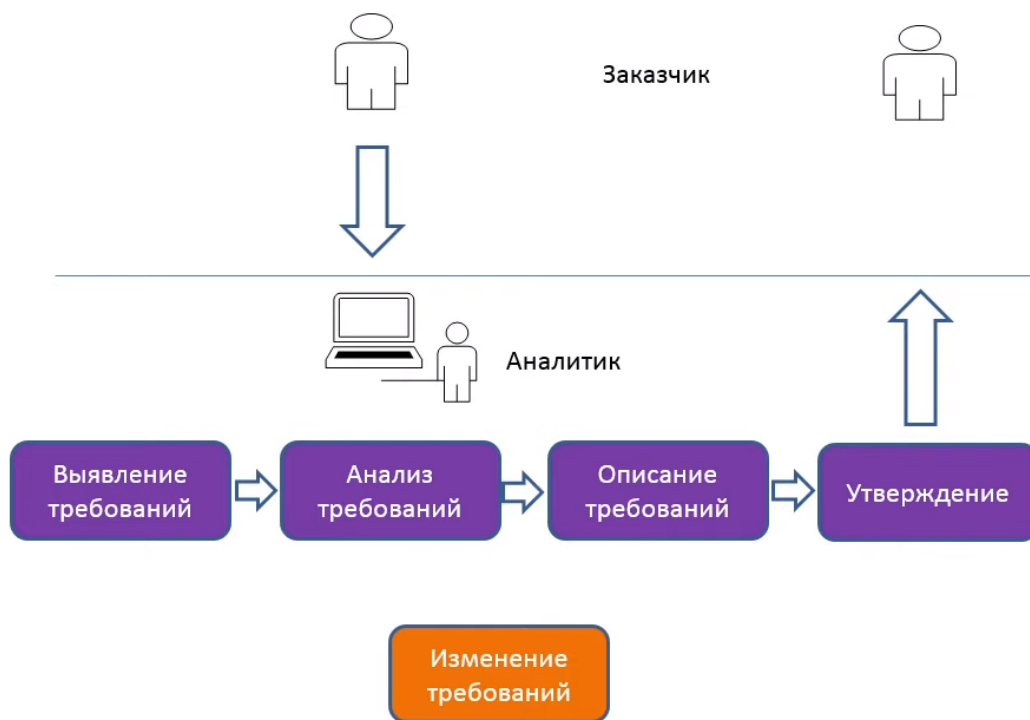 Заказчик
Аналитик
Выявление
требований
Анализ
требований
Описание
требований
Утверждение
Изменение
требований